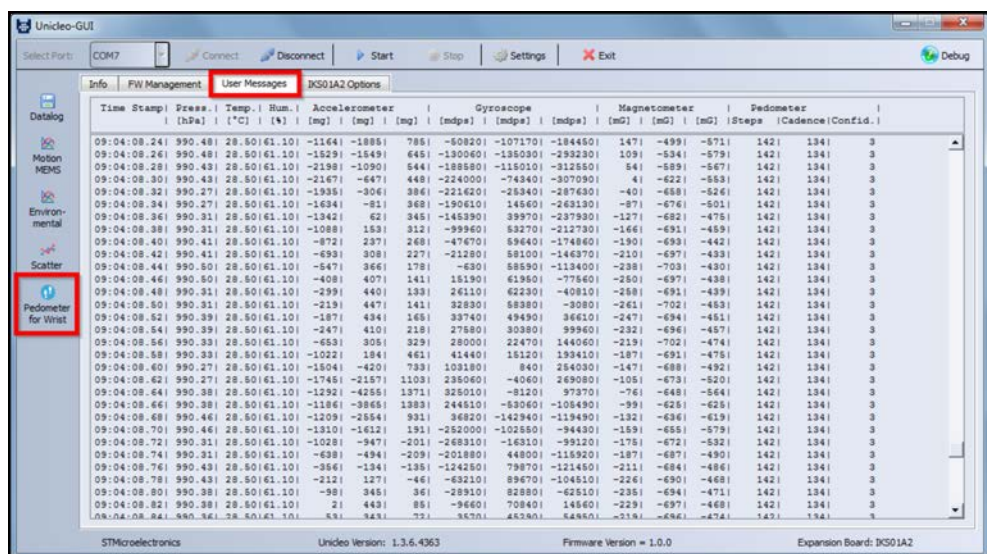 Unicleo-GUI
Select Port: COM7 Connect Disconnect Start Stop Settings Exit Debug
Info FW Management User Messages IKS01A2 Options
Datalog
Motion MEMS
Environ-mental
Scatter
Pedometer for Wrist
Time Stamp| Press.| Temp.| Hum.| Accelerometer | Gyroscope | Magnetometer | Pedometer |
| [hPa] | [°C] | [%] | [mg] | [mg] | [mg] | [mdps] | [mdps] | [mdps] | [mG] | [mG] | [mG] |Steps |Cadence|Confid.|
09:04:08.24| 990.48| 28.50|61.10| -1164| -1885| 785| -50820| -107170| -184450| 147| -499| -571| 142| 134| 3
09:04:08.26| 990.48| 28.50|61.10| -1529| -1549| 645| -130060| -135030| -293230| 109| -534| -579| 142| 134| 3
09:04:08.28| 990.43| 28.50|61.10| -2198| -1090| 544| -188580| -115010| -312550| 54| -589| -567| 142| 134| 3
09:04:08.30| 990.43| 28.50|61.10| -2167| -647| 448| -224000| -74340| -307090| 4| -622| -553| 142| 134| 3
09:04:08.32| 990.27| 28.50|61.10| -1935| -306| 386| -221620| -25340| -287630| -40| -658| -526| 142| 134| 3
09:04:08.34| 990.27| 28.50|61.10| -1634| -81| 368| -190610| 14560| -263130| -87| -676| -501| 142| 134| 3
09:04:08.36| 990.31| 28.50|61.10| -1342| 62| 345| -145390| 39970| -237930| -127| -682| -475| 142| 134| 3
09:04:08.38| 990.31| 28.50|61.10| -1088| 153| 312| -99960| 53270| -212730| -166| -691| -459| 142| 134| 3
09:04:08.40| 990.41| 28.50|61.10| -872| 237| 268| -47670| 59640| -174860| -190| -693| -442| 142| 134| 3
09:04:08.42| 990.41| 28.50|61.10| -693| 308| 227| -21280| 58100| -146370| -210| -697| -433| 142| 134| 3
09:04:08.44| 990.50| 28.50|61.10| -547| 366| 178| -630| 58590| -113400| -238| -703| -430| 142| 134| 3
09:04:08.46| 990.50| 28.50|61.10| -408| 407| 141| 15190| 61950| -77560| -250| -697| -438| 142| 134| 3
09:04:08.48| 990.31| 28.50|61.10| -299| 440| 133| 26110| 62230| -40810| -258| -691| -439| 142| 134| 3
09:04:08.50| 990.31| 28.50|61.10| -219| 447| 141| 32830| 58380| -3080| -261| -702| -453| 142| 134| 3
09:04:08.52| 990.39| 28.50|61.10| -187| 434| 165| 33740| 49490| 36610| -247| -694| -451| 142| 134| 3
09:04:08.54| 990.39| 28.50|61.10| -247| 410| 218| 27580| 30380| 99960| -232| -696| -457| 142| 134| 3
09:04:08.56| 990.33| 28.50|61.10| -653| 305| 329| 28000| 22470| 144060| -219| -702| -474| 142| 134| 3
09:04:08.58| 990.33| 28.50|61.10| -1022| 184| 461| 41440| 15120| 193410| -187| -691| -475| 142| 134| 3
09:04:08.60| 990.27| 28.50|61.10| -1504| -420| 733| 103180| 840| 254030| -147| -688| -492| 142| 134| 3
09:04:08.62| 990.27| 28.50|61.10| -1745| -2157| 1103| 235060| -4060| 269080| -105| -673| -520| 142| 134| 3
09:04:08.64| 990.38| 28.50|61.10| -1292| -4255| 1371| 325010| -8120| 97370| -76| -648| -564| 142| 134| 3
09:04:08.66| 990.38| 28.50|61.10| -1186| -3865| 1383| 244510| -53060| -105490| -99| -625| -625| 142| 134| 3
09:04:08.68| 990.46| 28.50|61.10| -1209| -2554| 931| 36820| -142940| -119490| -132| -636| -619| 142| 134| 3
09:04:08.70| 990.46| 28.50|61.10| -1310| -1612| 191| -252000| -102550| -94430| -159| -655| -579| 142| 134| 3
09:04:08.72| 990.31| 28.50|61.10| -1028| -947| -201| -268310| -16310| -99120| -175| -672| -532| 142| 134| 3
09:04:08.74| 990.31| 28.50|61.10| -638| -494| -209| -201880| 44800| -115920| -187| -687| -490| 142| 134| 3
09:04:08.76| 990.43| 28.50|61.10| -356| -134| -135| -124250| 79870| -121450| -211| -684| -486| 142| 134| 3
09:04:08.78| 990.43| 28.50|61.10| -212| 127| -46| -63210| 89670| -104510| -226| -690| -468| 142| 134| 3
09:04:08.80| 990.38| 28.50|61.10| -98| 345| 36| -28910| 82880| -62510| -235| -694| -471| 142| 134| 3
09:04:08.82| 990.38| 28.50|61.10| 2| 443| 85| -9660| 70840| 14560| -229| -697| -468| 142| 134| 3
STMicroelectronics Unicleo Version: 1.3.6.4363 Firmware Version = 1.0.0 Expansion Board: IKS01A2